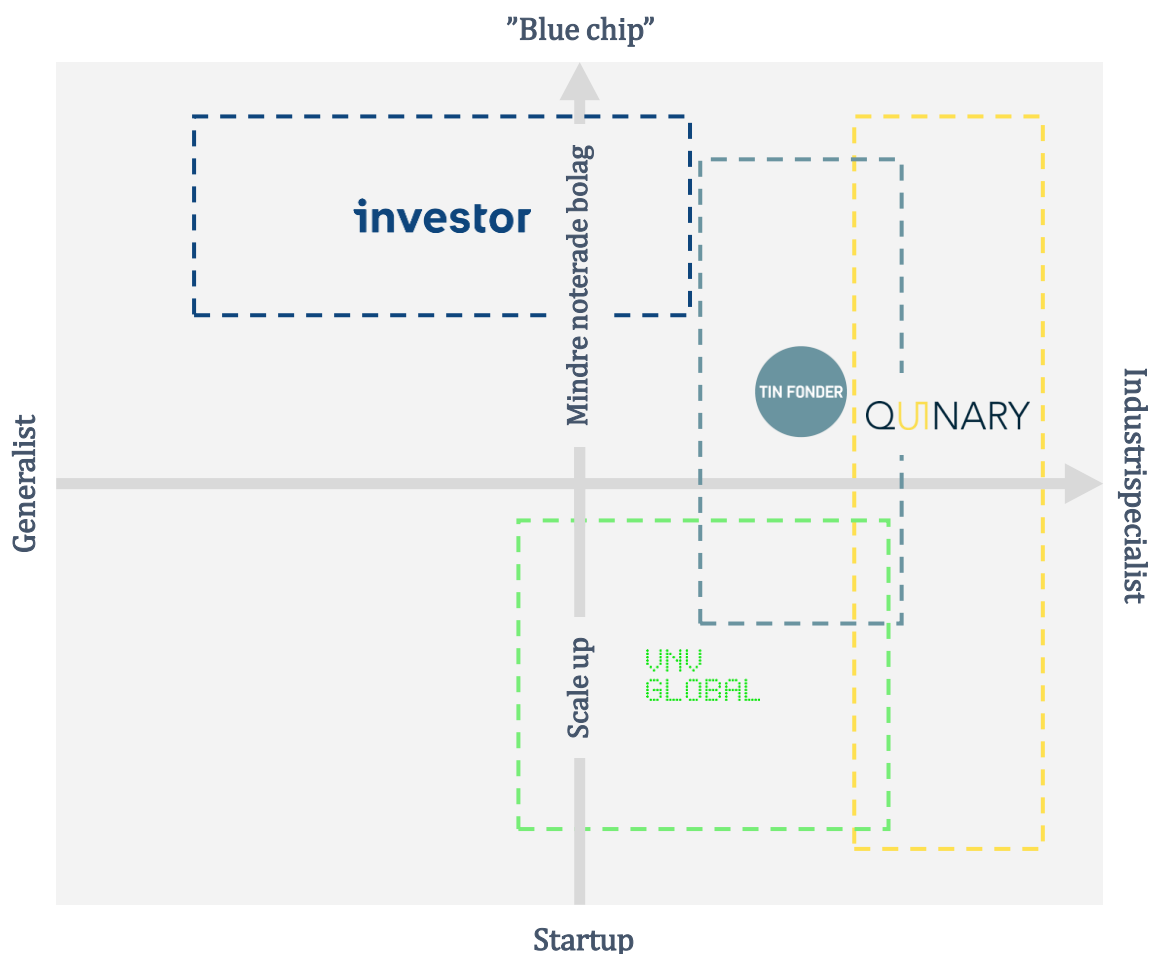 ”Blue chip”
Mindre noterade bolag
investor
TIN FONDER
QUINARY
Generalist
Industrispecialist
Scale up
VNV
GLOBAL
Startup